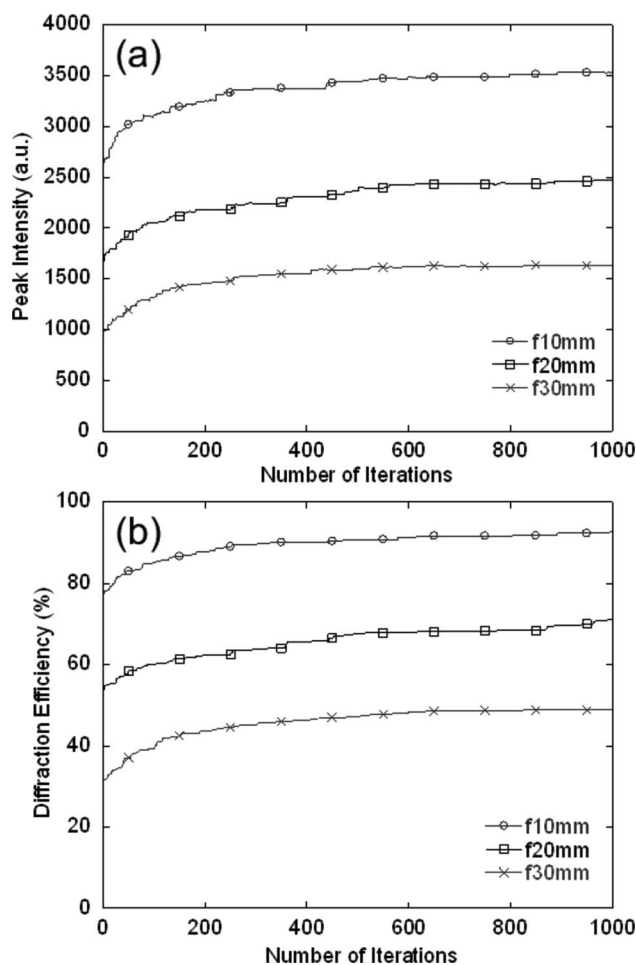 (a)
4000
3500
3000
2500
2000
1500
1000
500
0
Peak Intensity (a.u.)
f10mm
f20mm
f30mm
0 200 400 600 800 1000
Number of Iterations
(b)
100
80
60
40
20
0
Diffraction Efficiency (%)
f10mm
f20mm
f30mm
0 200 400 600 800 1000
Number of Iterations